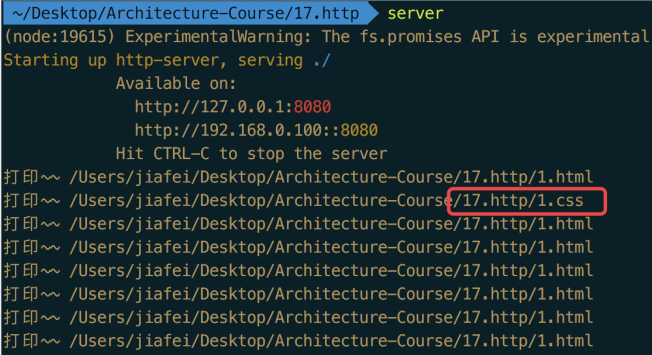 ~/Desktop/Architecture-Course/17.http server
(node:19615) ExperimentalWarning: The fs.promises API is experimental
Starting up http-server, serving ./
Available on:
http://127.0.0.1:8080
http://192.168.0.100::8080
Hit CTRL-C to stop the server
打印~~ /Users/jiafei/Desktop/Architecture-Course/17.http/1.html
打印~~ /Users/jiafei/Desktop/Architecture-Course/17.http/1.css
打印~~ /Users/jiafei/Desktop/Architecture-Course/17.http/1.html
打印~~ /Users/jiafei/Desktop/Architecture-Course/17.http/1.html
打印~~ /Users/jiafei/Desktop/Architecture-Course/17.http/1.html
打印~~ /Users/jiafei/Desktop/Architecture-Course/17.http/1.html
打印~~ /Users/jiafei/Desktop/Architecture-Course/17.http/1.html
打印~~ /Users/jiafei/Desktop/Architecture-Course/17.http/1.html